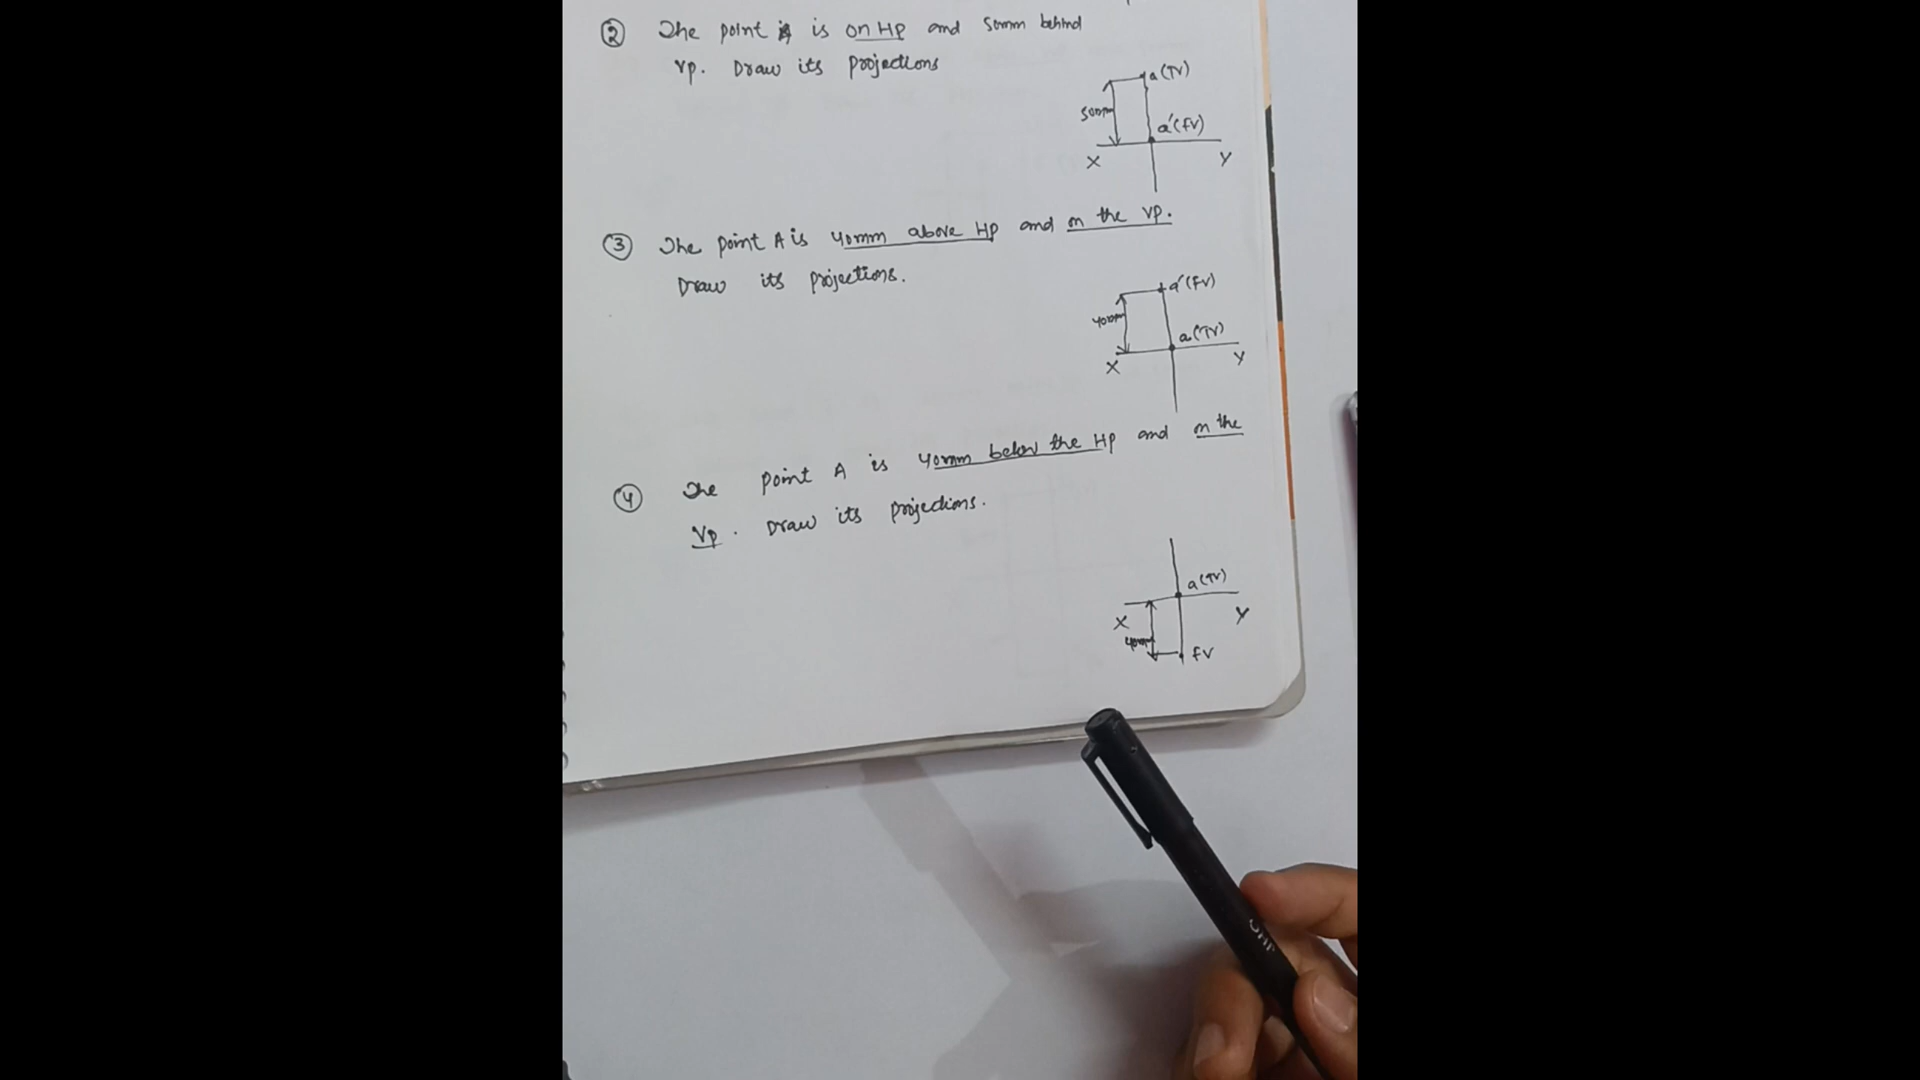 ② The point A is on HP and 50mm behind
VP. Draw its projections
a (TV)
50mm
a' (FV)
X Y
③ The point A is 40mm above HP and on the VP.
Draw its projections.
a' (FV)
40mm
a (TV)
X Y
④ The point A is 40mm below the HP and on the
VP. Draw its projections.
a (TV)
X Y
40mm
FV